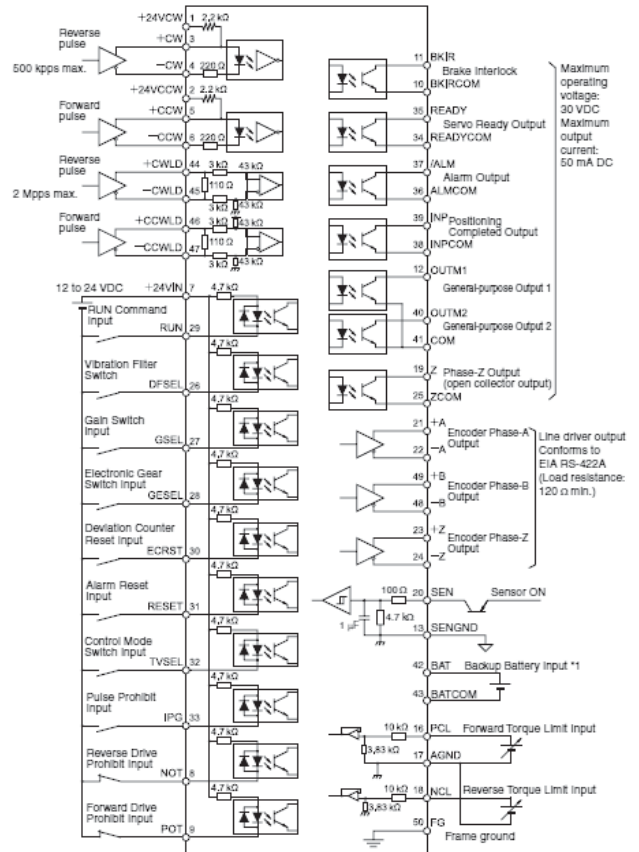 +24VCW 1 2.2 kΩ
Reverse
pulse
+CW 3
500 kpps max.
−CW 4 220 Ω
+24VCCW 2 2.2 kΩ
Forward
pulse
+CCW 5
−CCW 6 220 Ω
Reverse
pulse
+CWLD 44 3 kΩ 43 kΩ
110 Ω
2 Mpps max.
−CWLD 45
3 kΩ 43 kΩ
Forward
pulse
+CCWLD 46 3 kΩ 43 kΩ
110 Ω
−CCWLD 47
3 kΩ 43 kΩ
12 to 24 VDC
+24VIN 7 4.7 kΩ
RUN Command
Input
RUN 29
4.7 kΩ
Vibration Filter
Switch
DFSEL 26
4.7 kΩ
Gain Switch
Input
GSEL 27
4.7 kΩ
Electronic Gear
Switch Input
GESEL 28
4.7 kΩ
Deviation Counter
Reset Input
ECRST 30
4.7 kΩ
Alarm Reset
Input
RESET 31
4.7 kΩ
Control Mode
Switch Input
TVSEL 32
4.7 kΩ
Pulse Prohibit
Input
IPG 33
4.7 kΩ
Reverse Drive
Prohibit Input
NOT 8
4.7 kΩ
Forward Drive
Prohibit Input
POT 9
11 BKIR
Brake Interlock
10 BKIRCOM
35 READY
Servo Ready Output
34 READYCOM
37 /ALM
Alarm Output
36 ALMCOM
39 INP
Positioning
Completed Output
38 INPCOM
12 OUTM1
General-purpose Output 1
40 OUTM2
General-purpose Output 2
41 COM
19 Z
Phase-Z Output
(open collector output)
25 ZCOM
Maximum
operating
voltage:
30 VDC
Maximum
output
current:
50 mA DC
21 +A
Encoder Phase-A
Output
22 −A
49 +B
Encoder Phase-B
Output
48 −B
23 +Z
Encoder Phase-Z
Output
24 −Z
Line driver output
Conforms to
EIA RS-422A
(Load resistance:
120 Ω min.)
100 Ω 20 SEN Sensor ON
4.7 kΩ
1 μF
13 SENGND
42 BAT Backup Battery Input *1
43 BATCOM
10 kΩ 16 PCL Forward Torque Limit Input
3.83 kΩ
17 AGND
10 kΩ 18 NCL Reverse Torque Limit Input
3.83 kΩ
50 FG
Frame ground